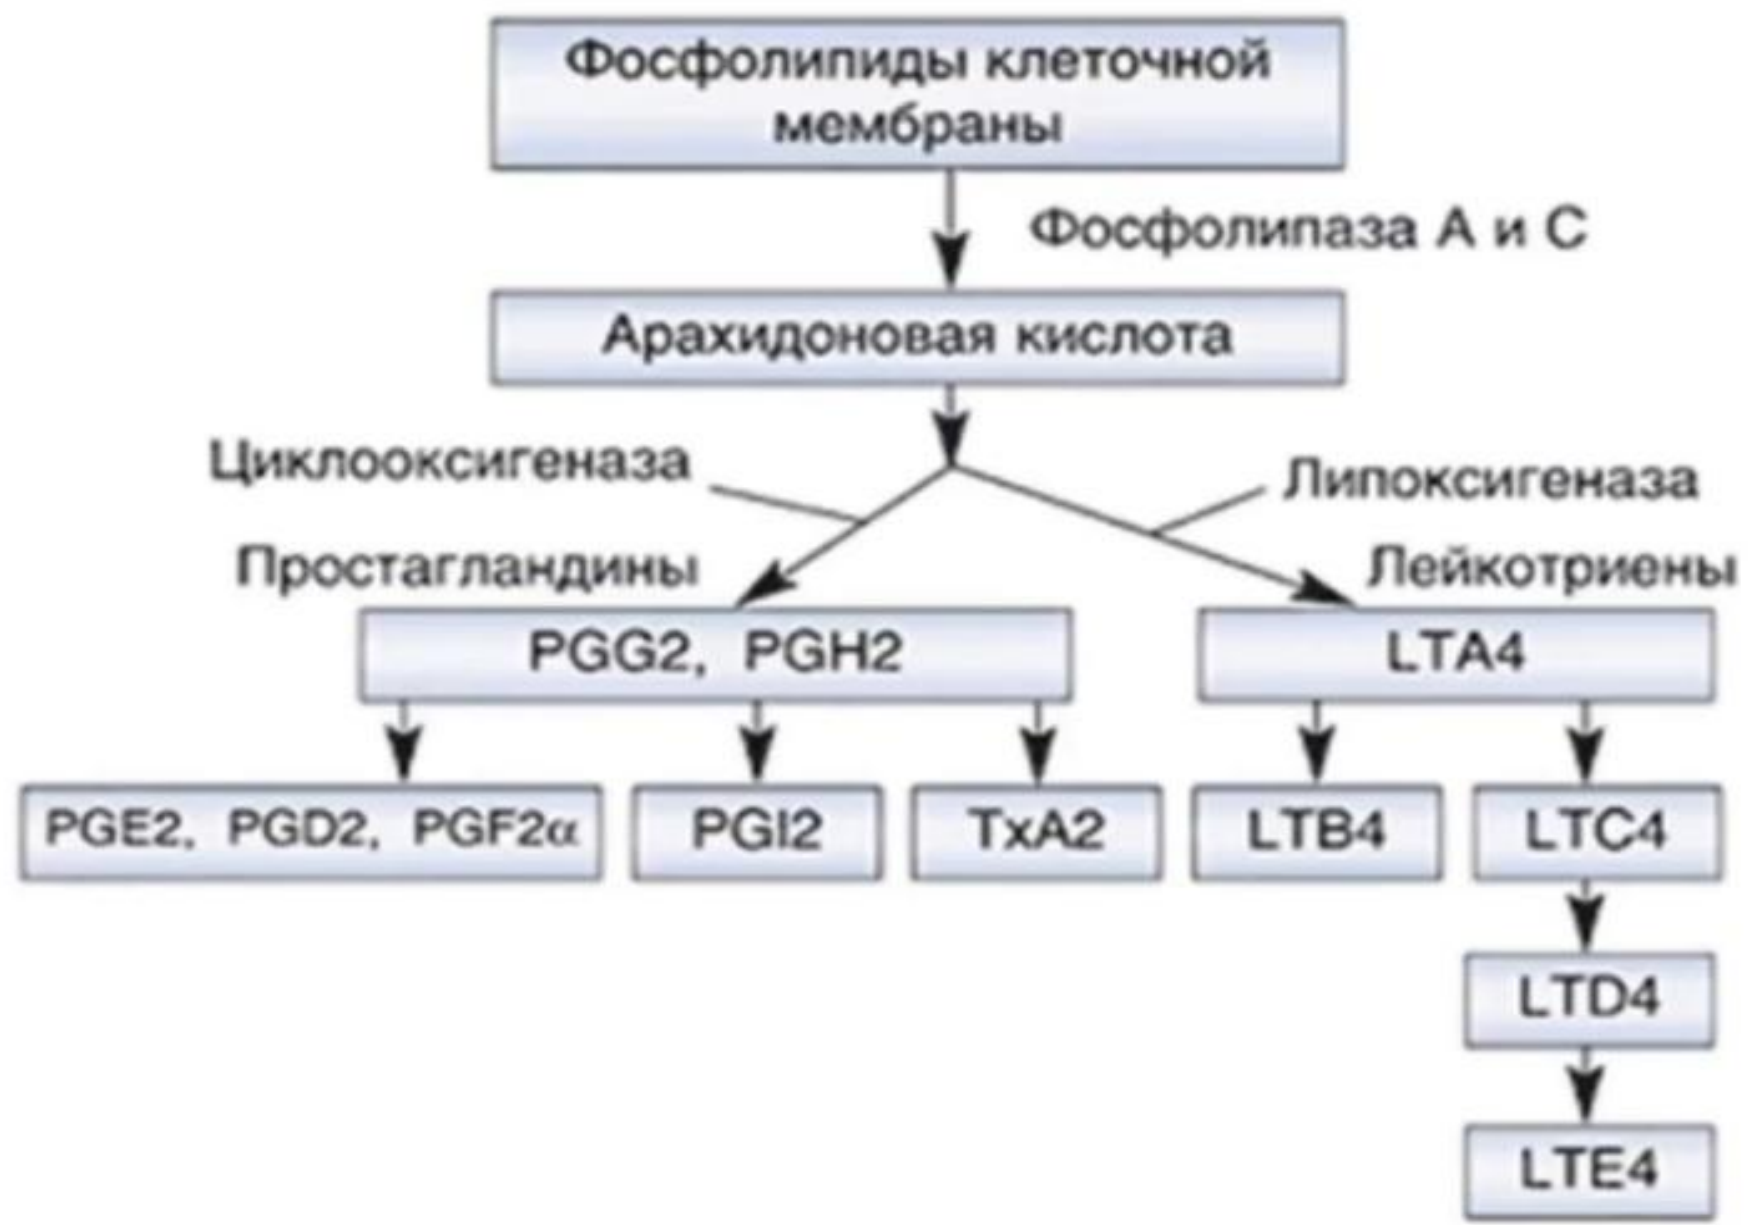 Фосфолипиды клеточной
мембраны
Фосфолипаза А и С
Арахидоновая кислота
Циклооксигеназа
Липоксигеназа
Простагландины
Лейкотриены
PGG2, PGH2
LTA4
PGE2, PGD2, PGF2α
PGI2
TxA2
LTB4
LTC4
LTD4
LTE4